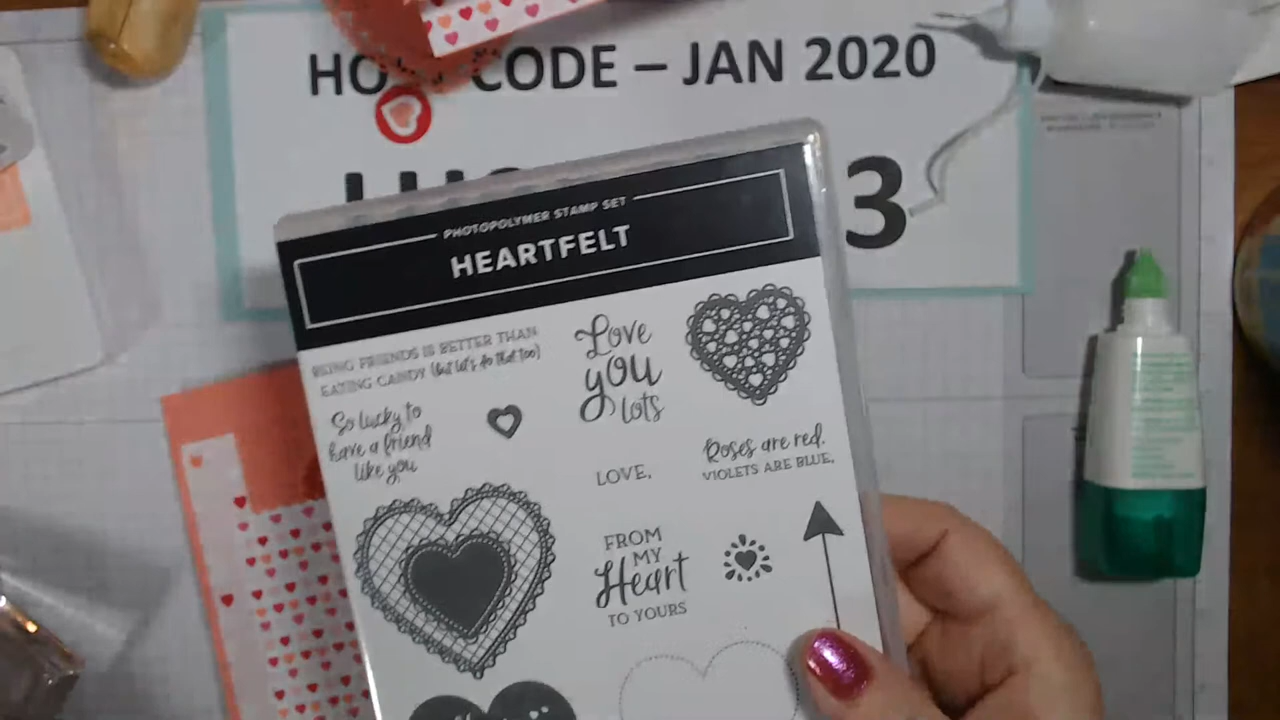 CODE – JAN 2020
3
PHOTOPOLYMER STAMP SET
HEARTFELT
BEING FRIENDS IS BETTER THAN
EATING CANDY (but let's do that too)
Love
you
lots
So lucky to
have a friend
like you
Roses are red.
VIOLETS ARE BLUE,
LOVE,
FROM
MY
Heart
TO YOURS